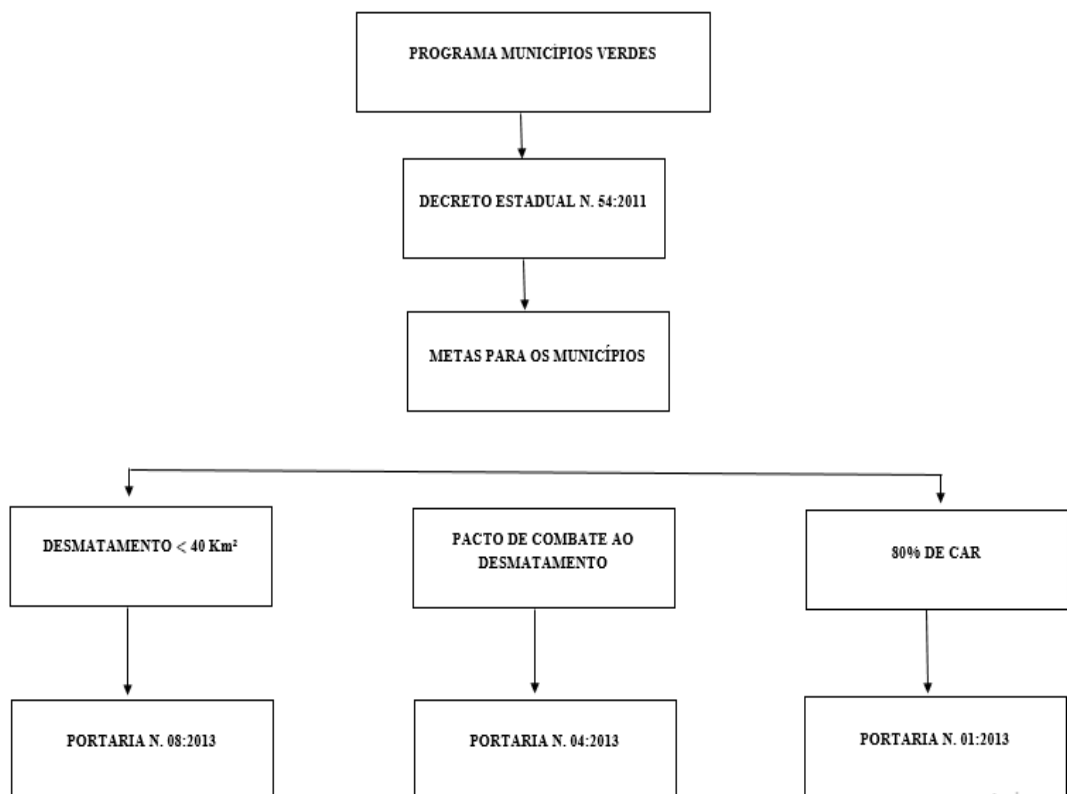 PROGRAMA MUNICÍPIOS VERDES
DECRETO ESTADUAL N. 54:2011
METAS PARA OS MUNICÍPIOS
DESMATAMENTO < 40 Km²
PACTO DE COMBATE AO
DESMATAMENTO
80% DE CAR
PORTARIA N. 08:2013
PORTARIA N. 04:2013
PORTARIA N. 01:2013